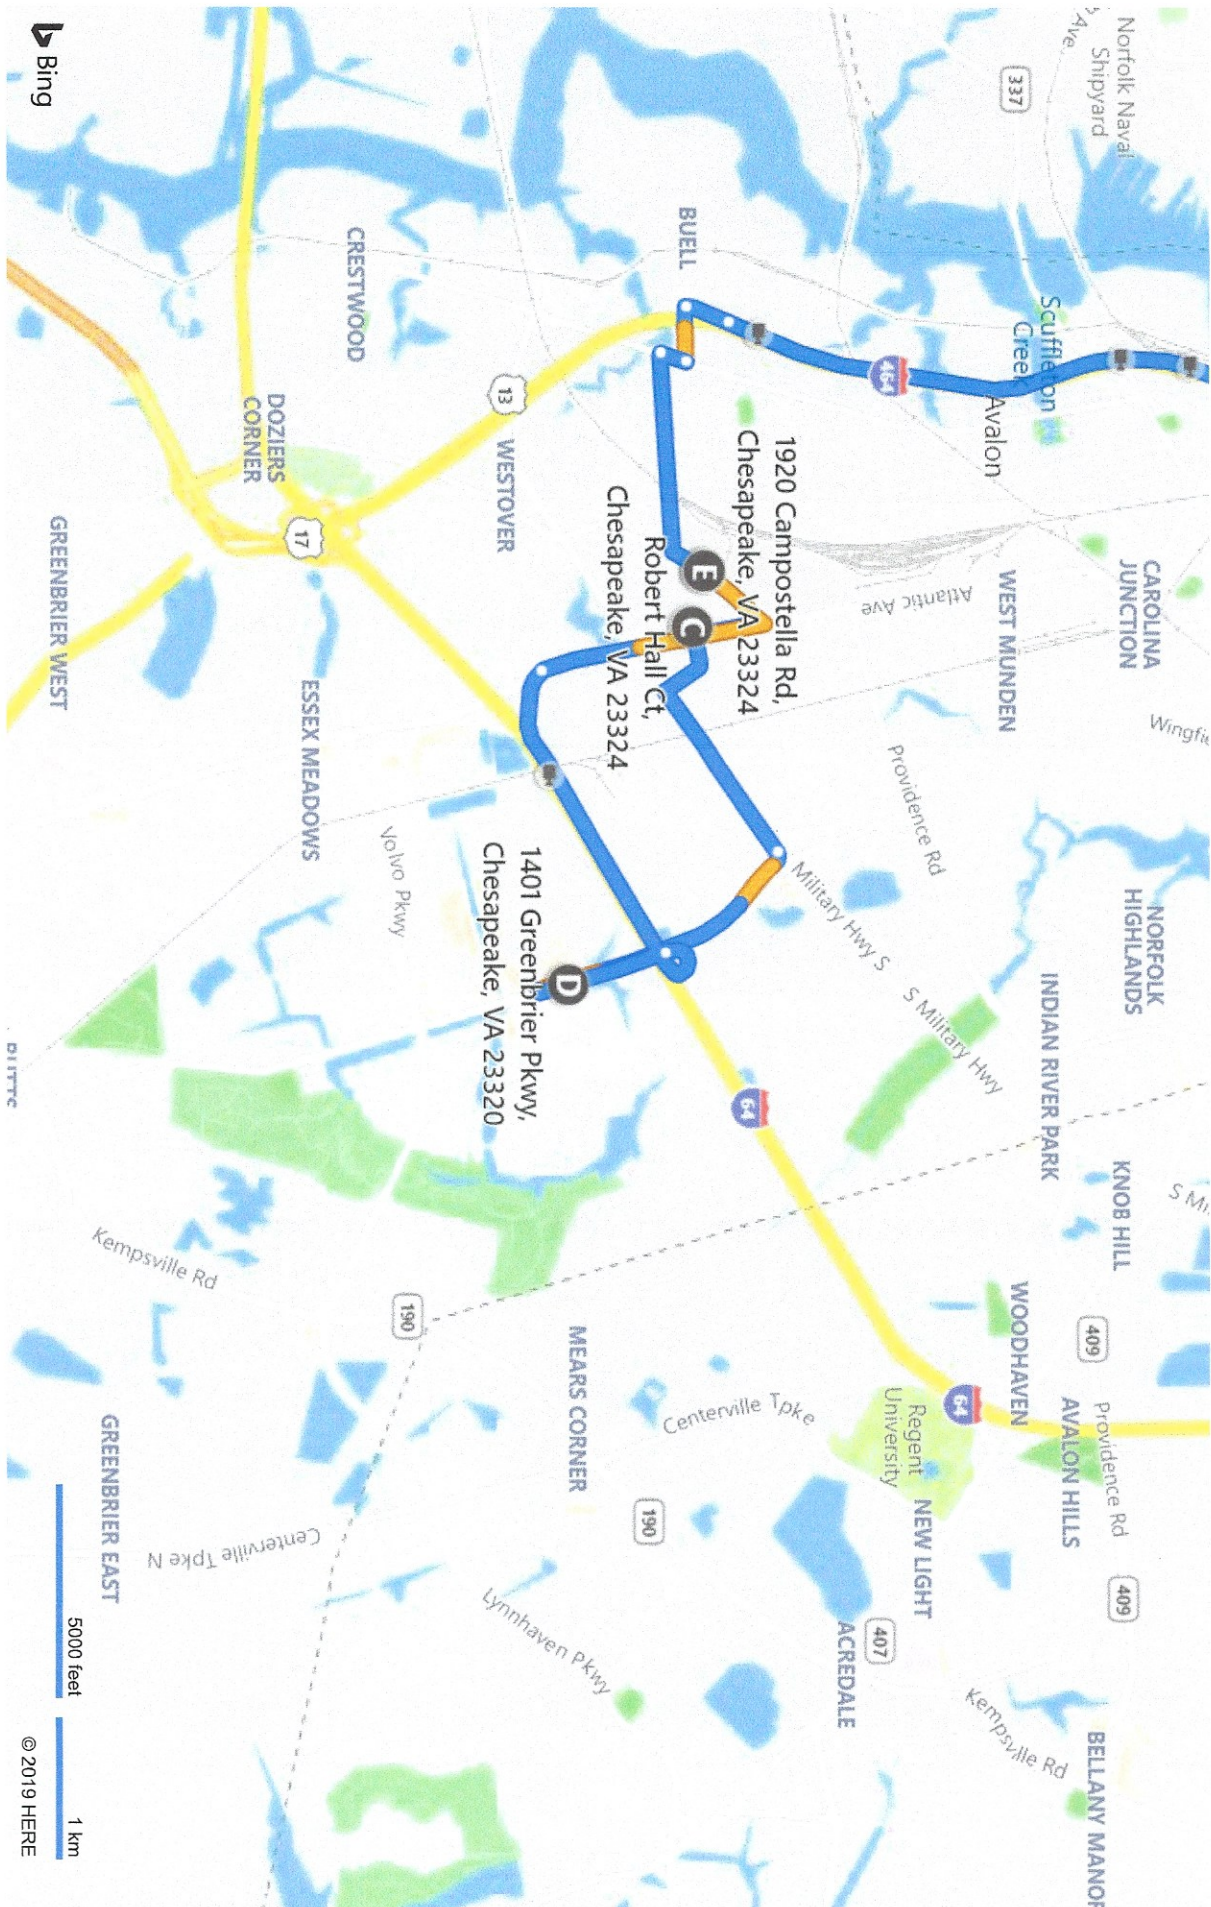 Norfolk Naval
Shipyard
Ave
337
Scuffleton
Creek
Avalon
464
CAROLINA
JUNCTION
Wingfie
WEST MUNDEN
Atlantic Ave
Providence Rd
NORFOLK
HIGHLANDS
INDIAN RIVER PARK
KNOB HILL
S Mi
409
Providence Rd
409
WOODHAVEN
AVALON HILLS
Regent
University
NEW LIGHT
407
ACREDALE
Kempsville Rd
BELLANY MANOR
Military Hwy S
S Military Hwy
64
64
BUELL
1920 Campostella Rd,
Chesapeake, VA 23324
E
C
Robert Hall Ct,
Chesapeake, VA 23324
13
WESTOVER
1401 Greenbrier Pkwy,
Chesapeake, VA 23320
D
MEARS CORNER
Centerville Tpke
190
Lynnhaven Pkwy
CRESTWOOD
DOZIERS
CORNER
17
ESSEX MEADOWS
Volvo Pkwy
190
Kempsville Rd
Centerville Tpke N
GREENBRIER WEST
GREENBRIER EAST
Bing
5000 feet
1 km
© 2019 HERE